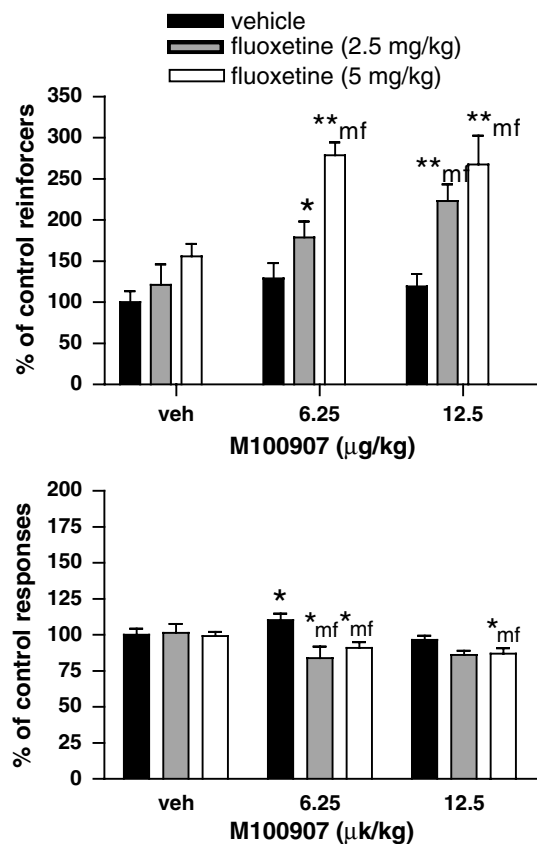 vehicle
fluoxetine (2.5 mg/kg)
fluoxetine (5 mg/kg)
% of control reinforcers
350
300
250
200
150
100
50
0
*
**mf
**mf
**mf
veh
6.25
12.5
M100907 (μg/kg)
% of control responses
200
175
150
125
100
75
50
25
0
*
*mf
*mf
*mf
veh
6.25
12.5
M100907 (μk/kg)